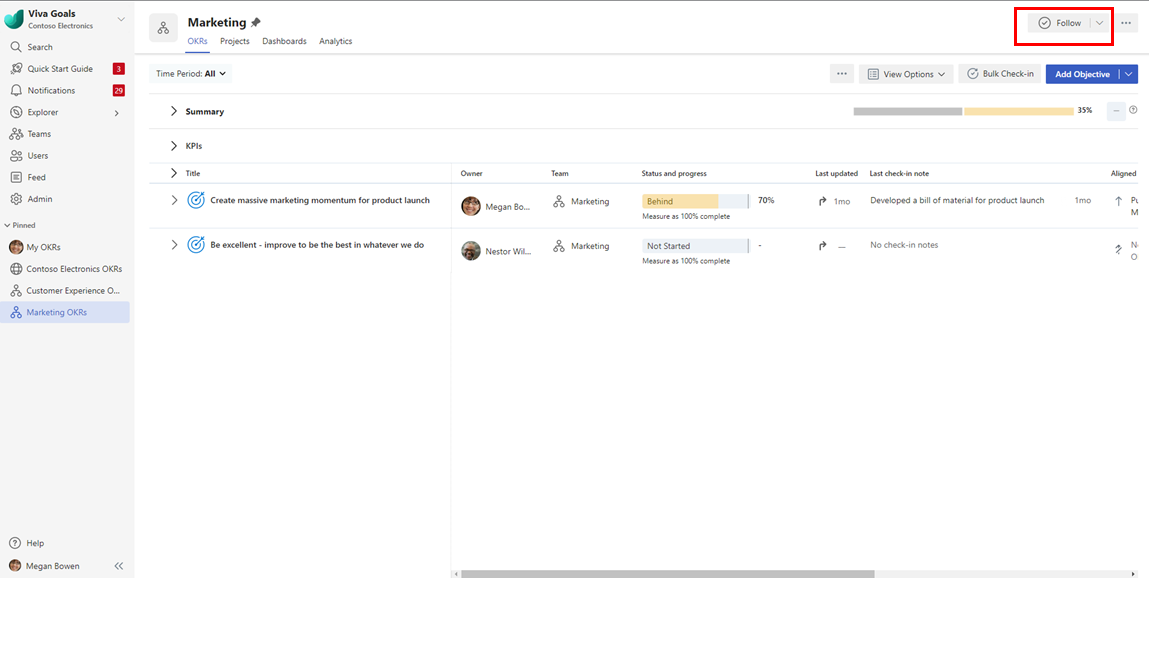 Viva Goals
Contoso Electronics
Search
Quick Start Guide 3
Notifications 29
Explorer
Teams
Users
Feed
Admin
Pinned
My OKRs
Contoso Electronics OKRs
Customer Experience O...
Marketing OKRs
Help
Megan Bowen
Marketing
Follow
OKRs Projects Dashboards Analytics
Time Period: All
View Options Bulk Check-in Add Objective
Summary 35%
KPIs
Title Owner Team Status and progress Last updated Last check-in note Aligned
Create massive marketing momentum for product launch Megan Bo... Marketing Behind 70% 1mo Developed a bill of material for product launch 1mo
Measure as 100% complete
Be excellent - improve to be the best in whatever we do Nestor Wil... Marketing Not Started - — No check-in notes
Measure as 100% complete